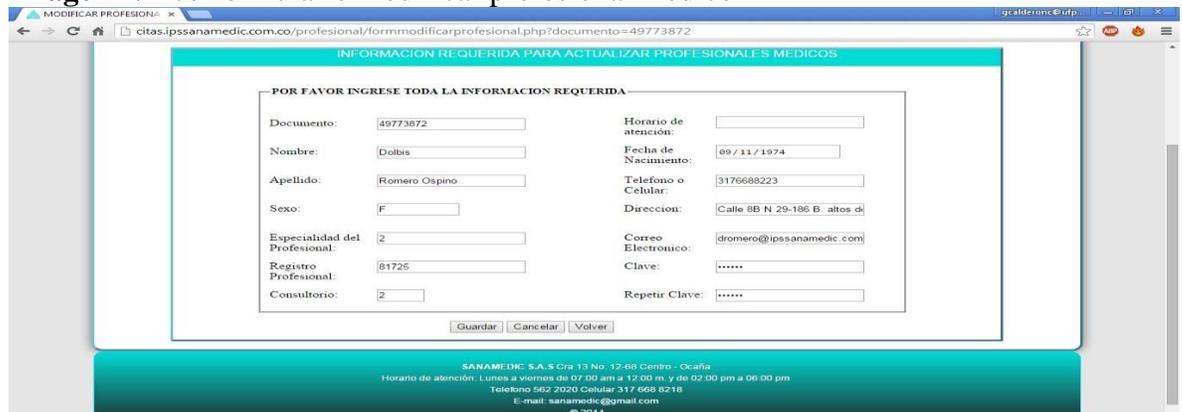 MODIFICAR PROFESIONA
gcalderonc@ufp...
citas.ipssanamedic.com.co/profesional/formmodificarprofesional.php?documento=49773872
ABP
INFORMACION REQUERIDA PARA ACTUALIZAR PROFESIONALES MEDICOS
POR FAVOR INGRESE TODA LA INFORMACION REQUERIDA
Documento: 49773872
Horario de atención:
Nombre: Dolbis
Fecha de Nacimiento: 09/11/1974
Apellido: Romero Ospino
Telefono o Celular: 3176688223
Sexo: F
Direccion: Calle 8B N 29-186 B. altos de
Especialidad del Profesional: 2
Correo Electronico: dromero@ipssanamedic.com
Registro Profesional: 81725
Clave: ••••••
Consultorio: 2
Repetir Clave: ••••••
Guardar Cancelar Volver
SANAMEDIC S.A.S Cra 13 No. 12-68 Centro - Ocaña
Horario de atención: Lunes a viernes de 07:00 am a 12:00 m. y de 02:00 pm a 06:00 pm
Telefono 562 2020 Celular 317 668 8218
E-mail: sanamedic@gmail.com
© 2014